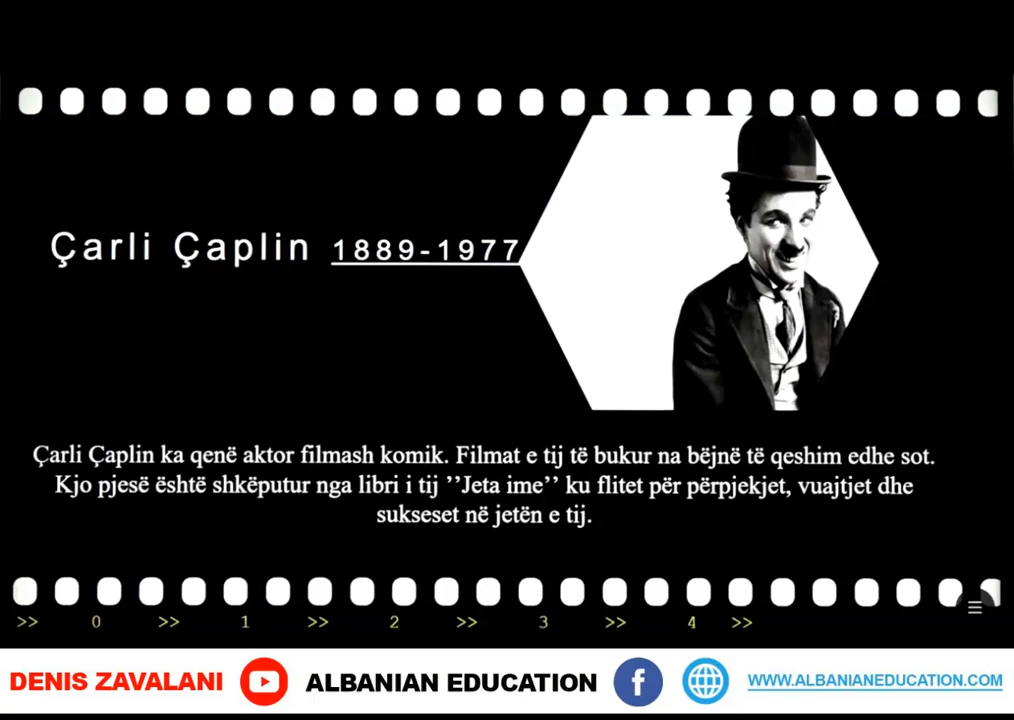 Çarli Çaplin 1889-1977
Çarli Çaplin ka qenë aktor filmash komik. Filmat e tij të bukur na bëjnë të qeshim edhe sot.
Kjo pjesë është shkëputur nga libri i tij ’’Jeta ime’’ ku flitet për përpjekjet, vuajtjet dhe
sukseset në jetën e tij.
>> 0 >> 1 >> 2 >> 3 >> 4 >>
DENIS ZAVALANI ALBANIAN EDUCATION f WWW.ALBANIANEDUCATION.COM